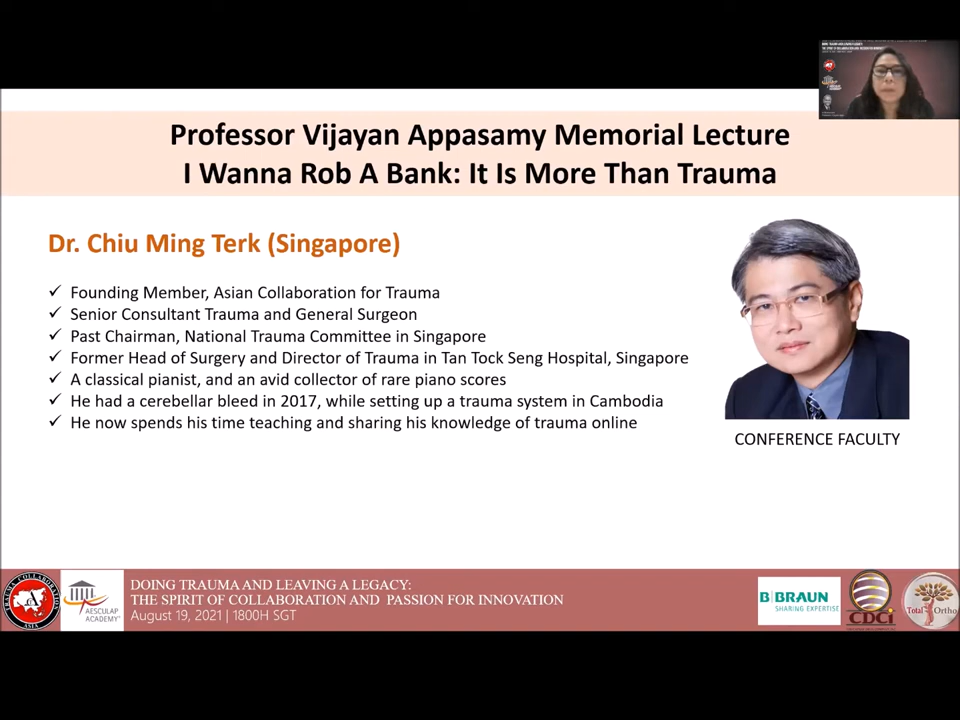 Professor Vijayan Appasamy Memorial Lecture
I Wanna Rob A Bank: It Is More Than Trauma
Dr. Chiu Ming Terk (Singapore)
✓ Founding Member, Asian Collaboration for Trauma
✓ Senior Consultant Trauma and General Surgeon
✓ Past Chairman, National Trauma Committee in Singapore
✓ Former Head of Surgery and Director of Trauma in Tan Tock Seng Hospital, Singapore
✓ A classical pianist, and an avid collector of rare piano scores
✓ He had a cerebellar bleed in 2017, while setting up a trauma system in Cambodia
✓ He now spends his time teaching and sharing his knowledge of trauma online
CONFERENCE FACULTY
TRAUMA COLLABORATION
ASIA
AESCULAP
ACADEMY
DOING TRAUMA AND LEAVING A LEGACY:
THE SPIRIT OF COLLABORATION AND PASSION FOR INNOVATION
August 19, 2021 | 1800H SGT
B | BRAUN
SHARING EXPERTISE
CDCi
Total Ortho